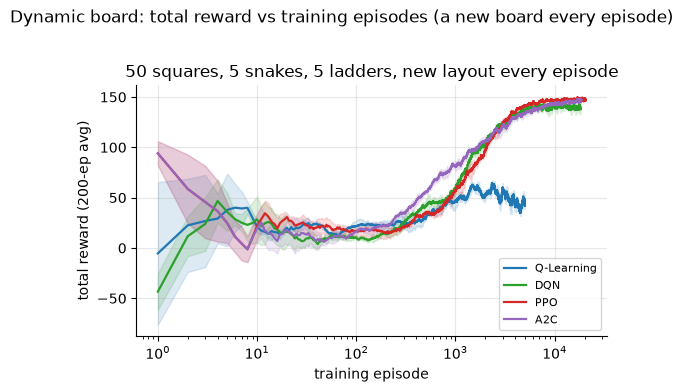 Dynamic board: total reward vs training episodes (a new board every episode)
50 squares, 5 snakes, 5 ladders, new layout every episode
total reward (200-ep avg)
150
100
50
0
−50
10⁰ 10¹ 10² 10³ 10⁴
training episode
Q-Learning
DQN
PPO
A2C